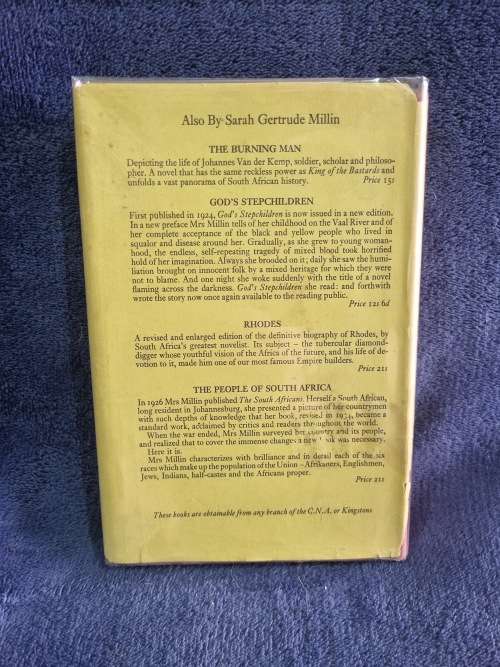 Also By Sarah Gertrude Millin
THE BURNING MAN
Depicting the life of Johannes Van der Kemp, soldier, scholar and philoso-
pher. A novel that has the same reckless power as King of the Bastards and
unfolds a vast panorama of South African history. Price 15s
GOD'S STEPCHILDREN
First published in 1924, God's Stepchildren is now issued in a new edition.
In a new preface Mrs Millin tells of her childhood on the Vaal River and of
her complete acceptance of the black and yellow people who lived in
squalor and disease around her. Gradually, as she grew to young woman-
hood, the endless, self-repeating tragedy of mixed blood took horrified
hold of her imagination. Always she brooded on it; daily she saw the humi-
liation brought on innocent folk by a mixed heritage for which they were
not to blame. And one night she woke suddenly with the title of a novel
flaming across the darkness. God's Stepchildren she read: and forthwith
wrote the story now once again available to the reading public.
Price 12s 6d
RHODES
A revised and enlarged edition of the definitive biography of Rhodes, by
South Africa's greatest novelist. Its subject – the tubercular diamond-
digger whose youthful vision of the Africa of the future, and his life of de-
votion to it, made him one of our most famous Empire builders.
Price 21s
THE PEOPLE OF SOUTH AFRICA
In 1926 Mrs Millin published The South Africans. Herself a South African,
long resident in Johannesburg, she presented a picture of her countrymen
with such depths of knowledge that her book, revised in 1934, became a
standard work, acclaimed by critics and readers throughout the world.
When the war ended, Mrs Millin surveyed her country and its people,
and realized that to cover the immense changes a new book was necessary.
Here it is.
Mrs Millin characterizes with brilliance and in detail each of the six
races which make up the population of the Union – Afrikaners, Englishmen,
Jews, Indians, half-castes and the Africans proper.
Price 21s
These books are obtainable from any branch of the C.N.A. or Kingstons